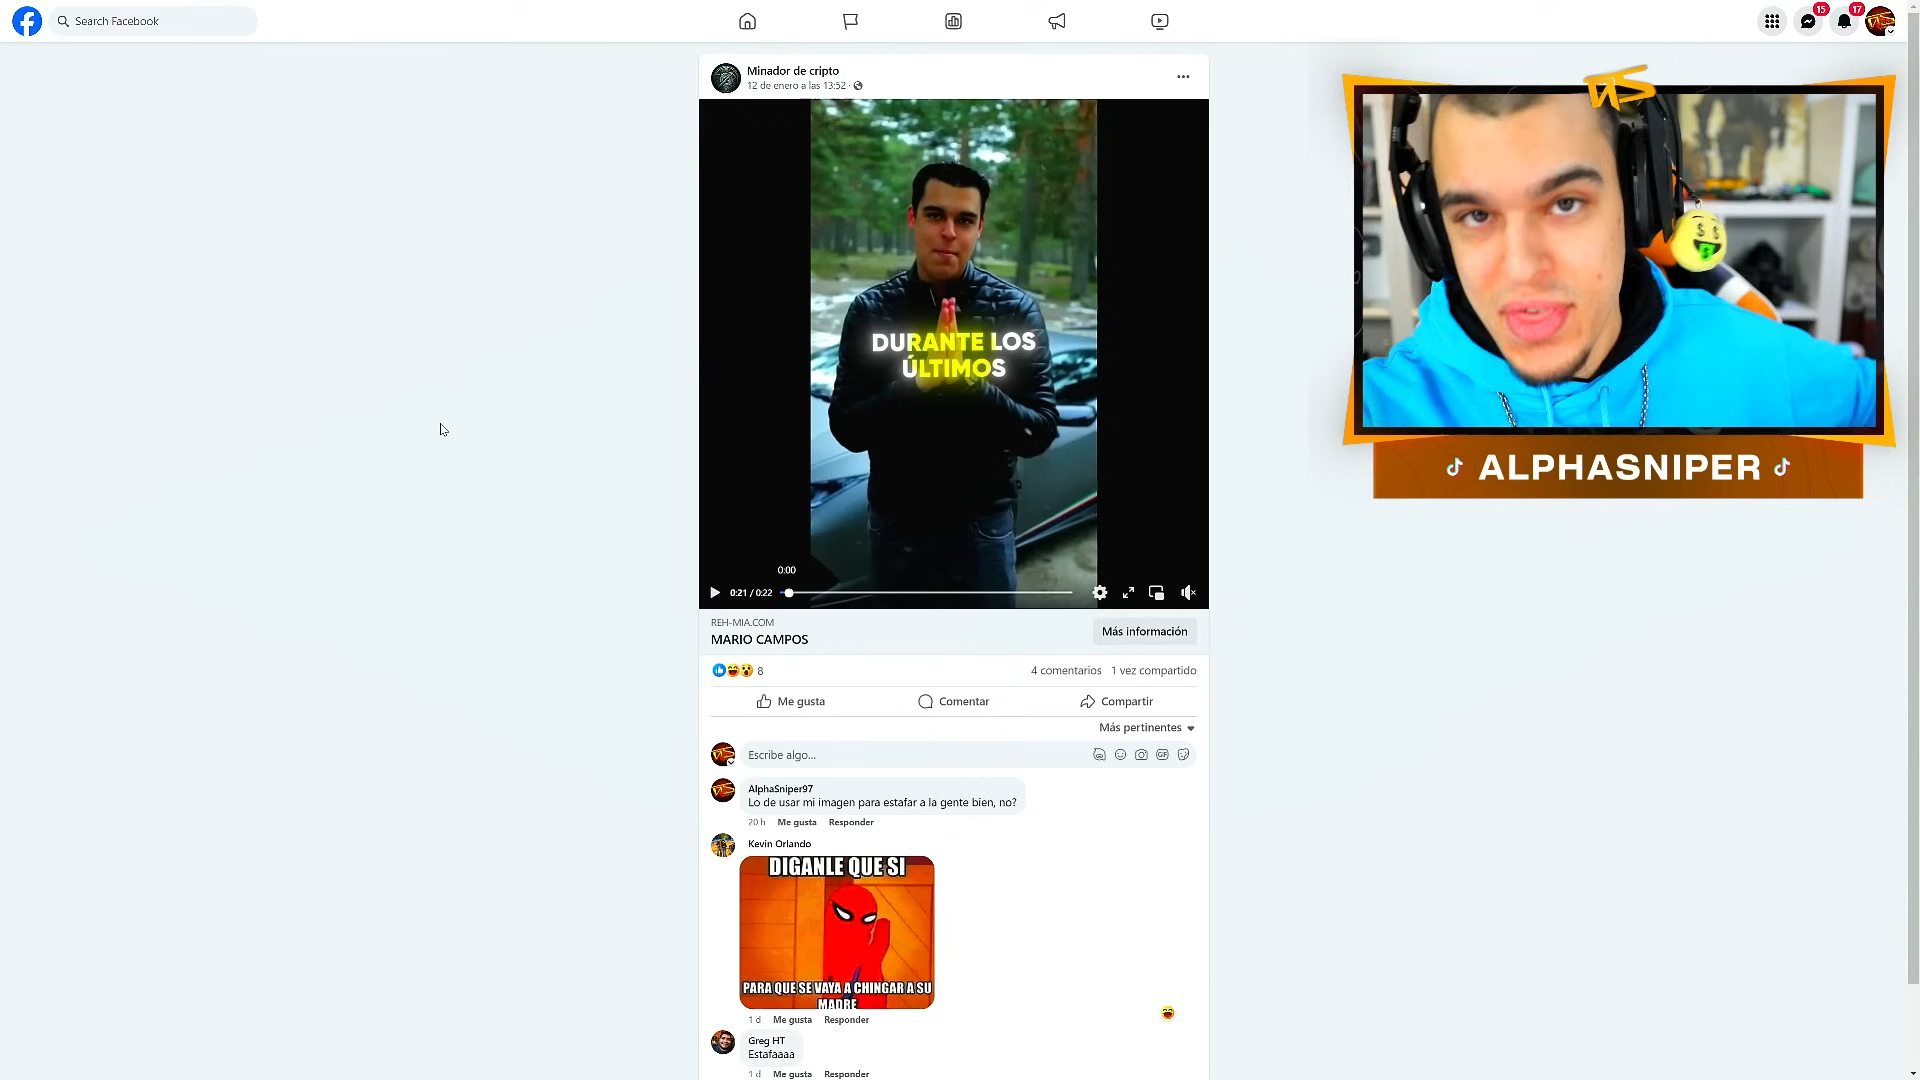 Search Facebook
15
17
Minador de cripto
12 de enero a las 13:52 ·
DURANTE LOS
ÚLTIMOS
0:00
0:21 / 0:22
REH-MIA.COM
MARIO CAMPOS
Más información
8
4 comentarios 1 vez compartido
Me gusta
Comentar
Compartir
Más pertinentes
Escribe algo...
GIF
AlphaSniper97
Lo de usar mi imagen para estafar a la gente bien, no?
20 h Me gusta Responder
Kevin Orlando
DIGANLE QUE SI
PARA QUE SE VAYA A CHINGAR A SU
MADRE
1 d Me gusta Responder
Greg HT
Estafaaaa
1 d Me gusta Responder
ALPHASNIPER